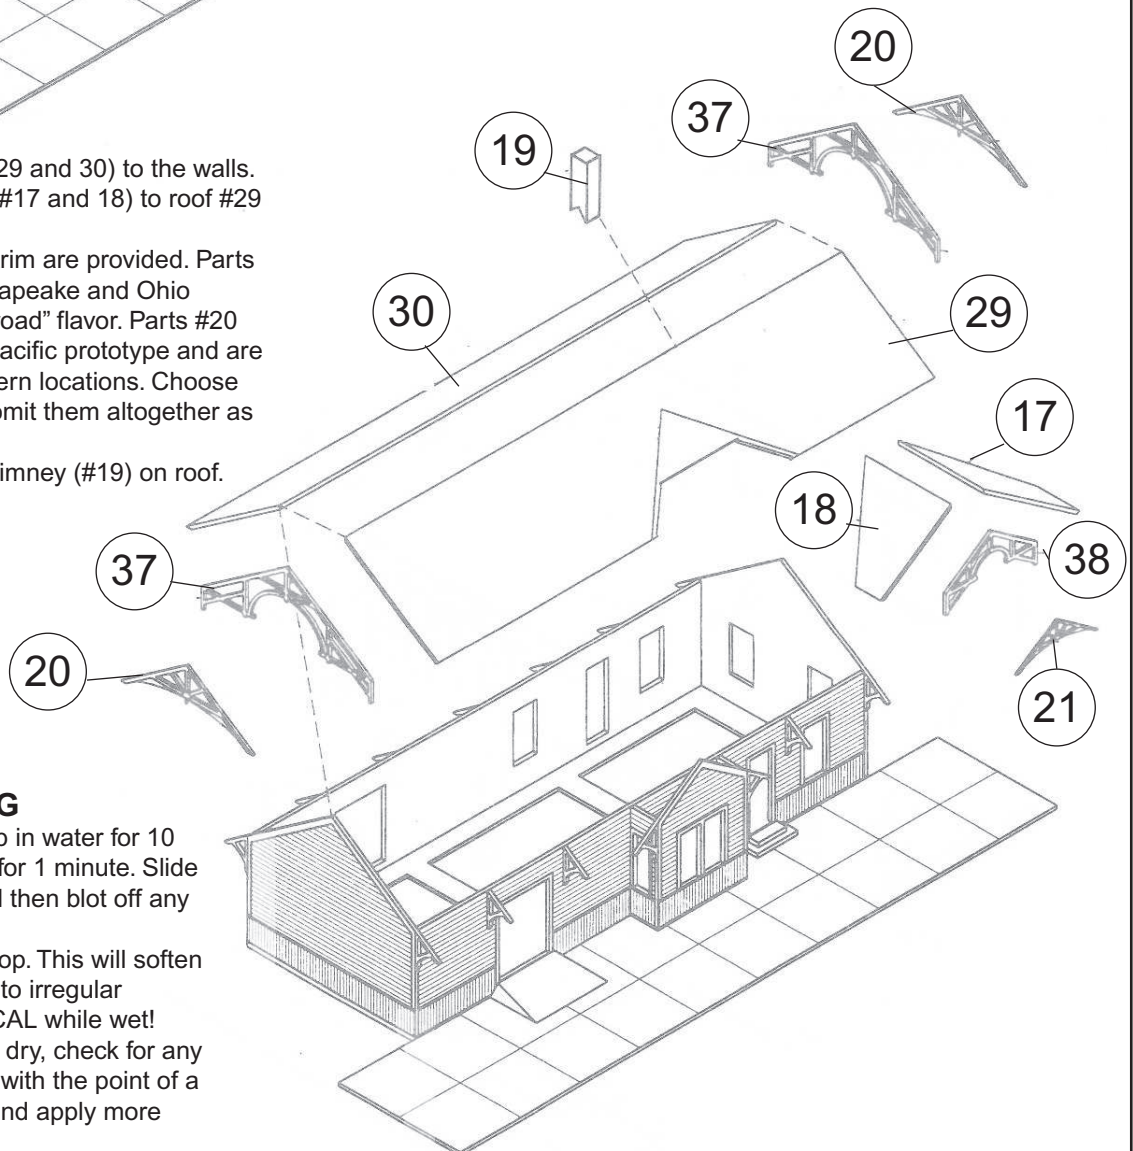 20
37
19
29 and 30) to the walls.
#17 and 18) to roof #29
rim are provided. Parts
apeake and Ohio
road” flavor. Parts #20
acific prototype and are
ern locations. Choose
omit them altogether as
imney (#19) on roof.
30
29
17
18
38
37
20
21
G
o in water for 10
for 1 minute. Slide
then blot off any
op. This will soften
to irregular
CAL while wet!
dry, check for any
with the point of a
nd apply more